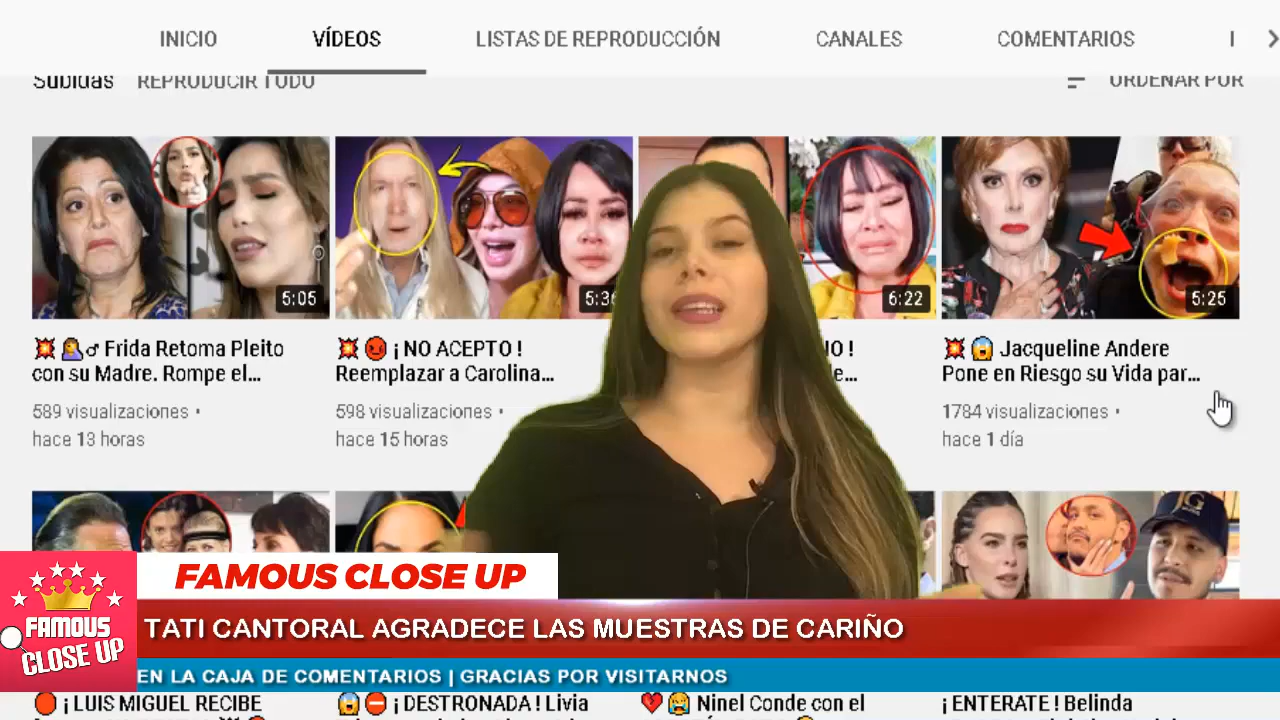 INICIO
VÍDEOS
LISTAS DE REPRODUCCIÓN
CANALES
COMENTARIOS
Subidas
REPRODUCIR TODO
ORDENAR POR
5:05
5:36
6:22
5:25
Frida Retoma Pleito
con su Madre. Rompe el...
589 visualizaciones •
hace 13 horas
¡ NO ACEPTO !
Reemplazar a Carolina...
598 visualizaciones •
hace 15 horas
Jacqueline Andere
Pone en Riesgo su Vida par...
1784 visualizaciones •
hace 1 día
FAMOUS CLOSE UP
FAMOUS
CLOSE UP
TATI CANTORAL AGRADECE LAS MUESTRAS DE CARIÑO
EN LA CAJA DE COMENTARIOS | GRACIAS POR VISITARNOS
¡ LUIS MIGUEL RECIBE
¡ DESTRONADA ! Livia
Ninel Conde con el
¡ ENTERATE ! Belinda